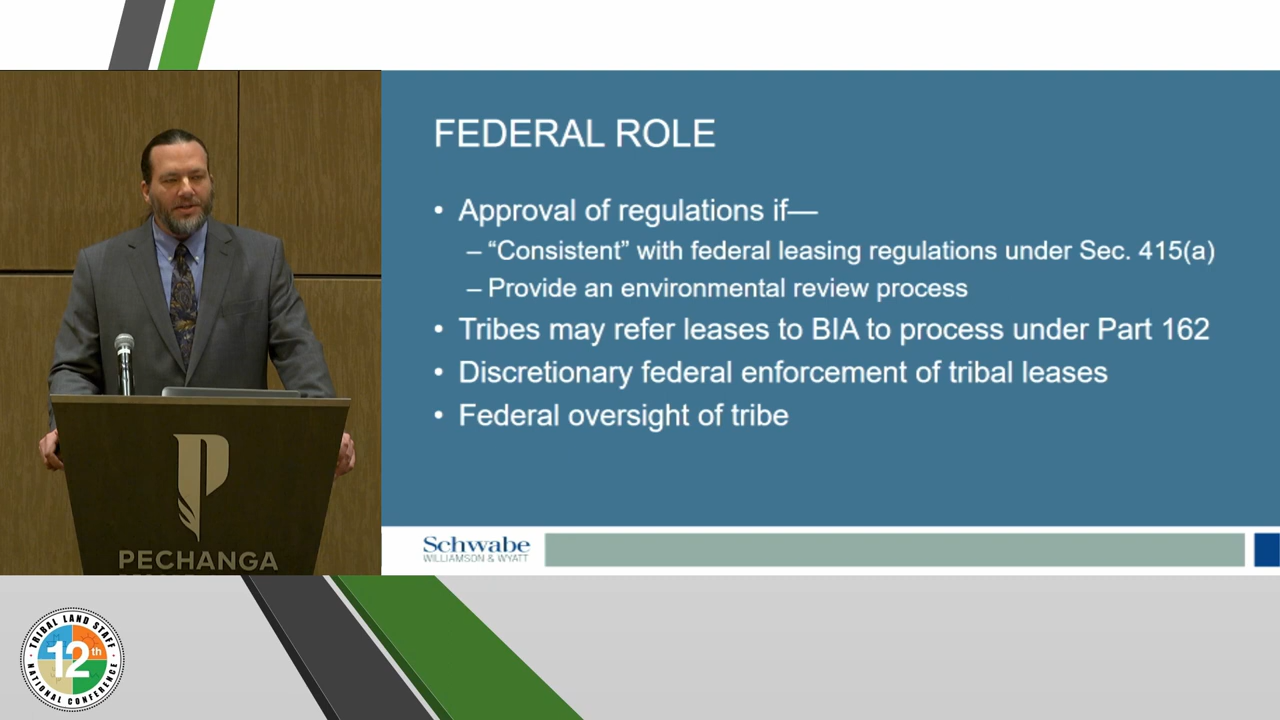 FEDERAL ROLE
• Approval of regulations if—
– “Consistent” with federal leasing regulations under Sec. 415(a)
– Provide an environmental review process
• Tribes may refer leases to BIA to process under Part 162
• Discretionary federal enforcement of tribal leases
• Federal oversight of tribe
Schwabe
WILLIAMSON & WYATT
PECHANGA
TRIBAL LAND STAFF
12th
NATIONAL CONFERENCE